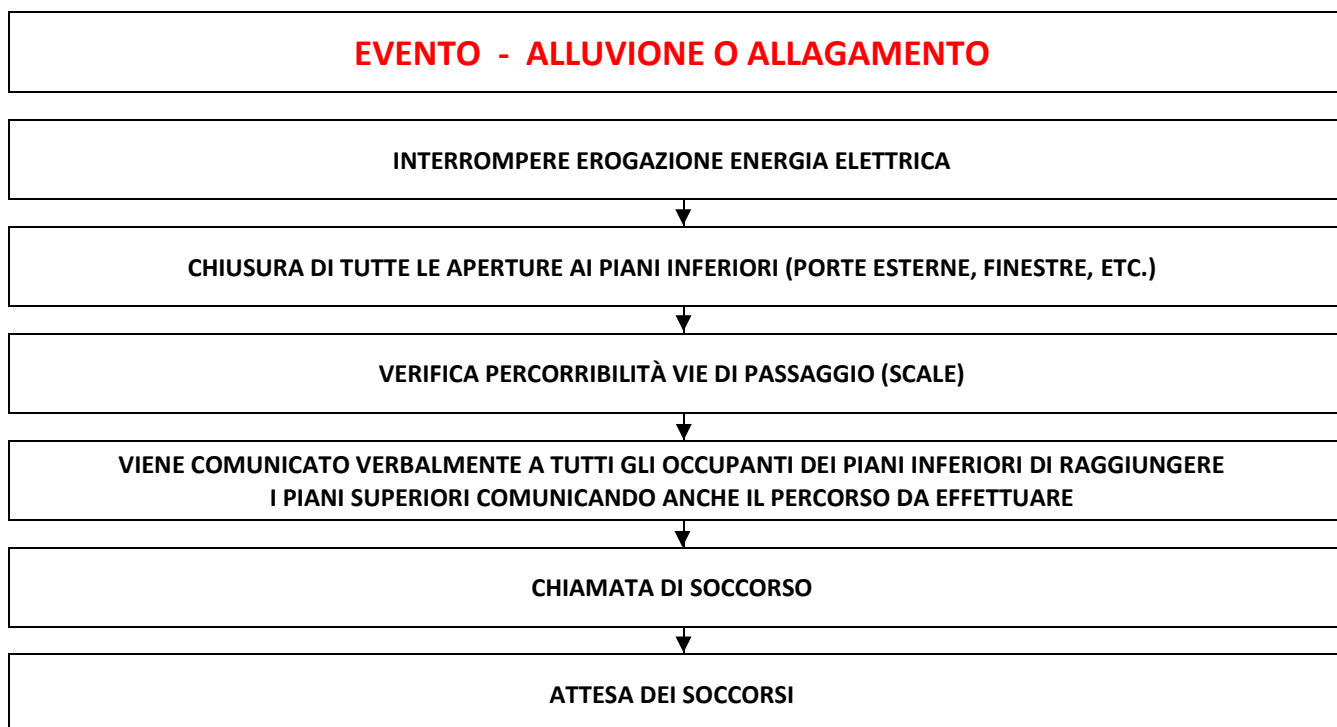 EVENTO - ALLUVIONE O ALLAGAMENTO
INTERROMPERE EROGAZIONE ENERGIA ELETTRICA
CHIUSURA DI TUTTE LE APERTURE AI PIANI INFERIORI (PORTE ESTERNE, FINESTRE, ETC.)
VERIFICA PERCORRIBILITÀ VIE DI PASSAGGIO (SCALE)
VIENE COMUNICATO VERBALMENTE A TUTTI GLI OCCUPANTI DEI PIANI INFERIORI DI RAGGIUNGERE
I PIANI SUPERIORI COMUNICANDO ANCHE IL PERCORSO DA EFFETTUARE
CHIAMATA DI SOCCORSO
ATTESA DEI SOCCORSI